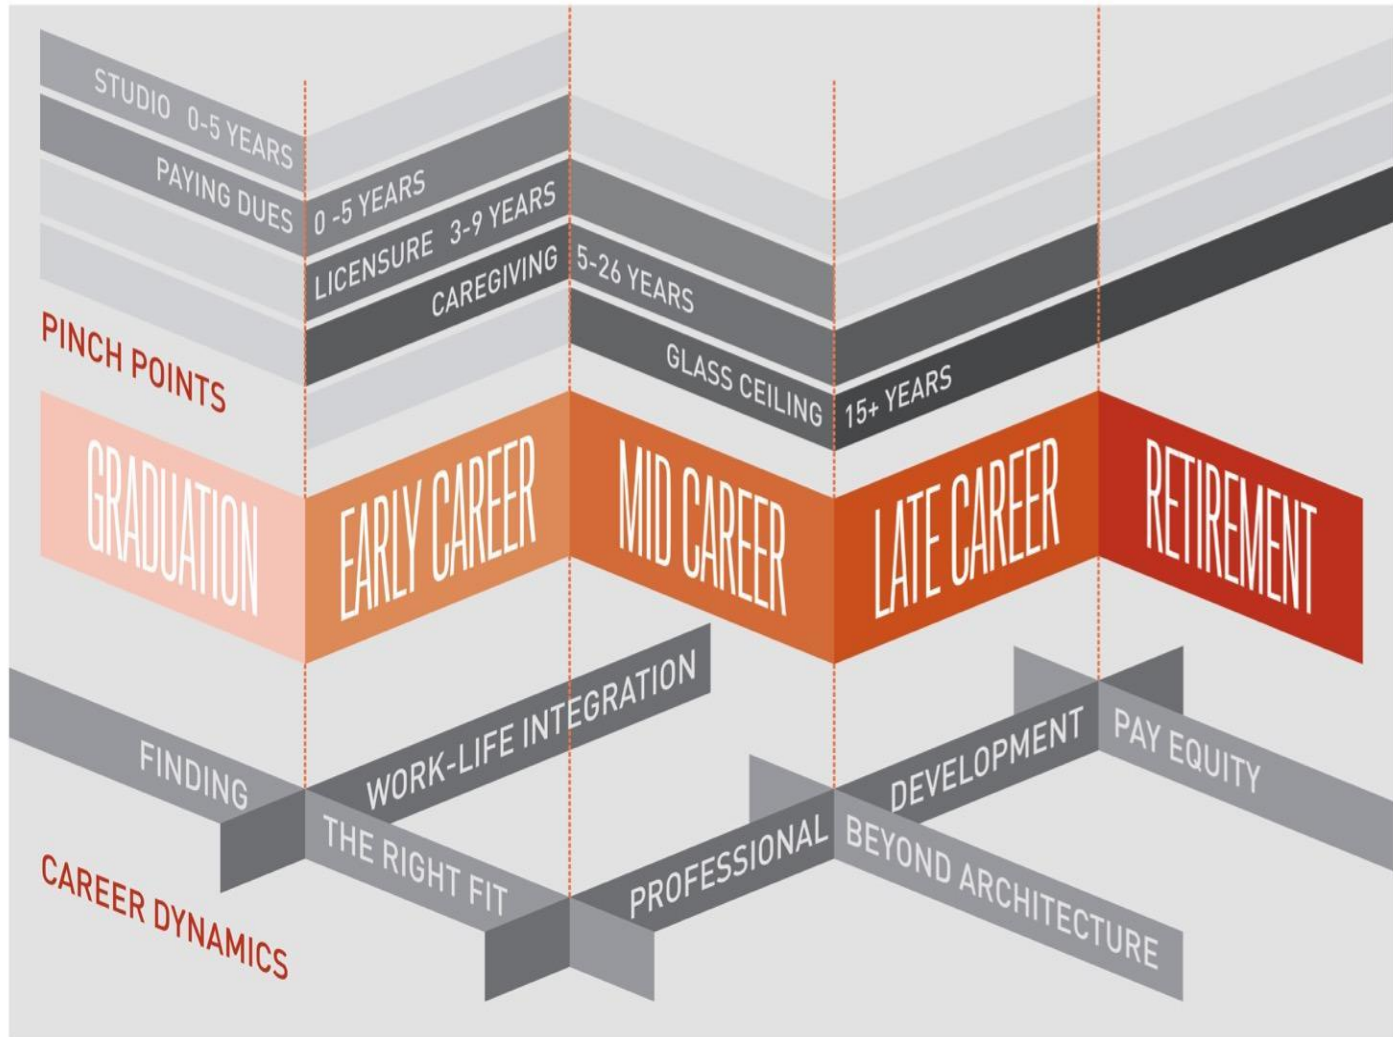 STUDIO 0-5 YEARS
PAYING DUES 0 -5 YEARS
LICENSURE 3-9 YEARS
CAREGIVING 5-26 YEARS
GLASS CEILING 15+ YEARS
PINCH POINTS
GRADUATION
EARLY CAREER
MID CAREER
LATE CAREER
RETIREMENT
FINDING THE RIGHT FIT
WORK-LIFE INTEGRATION
PROFESSIONAL DEVELOPMENT
BEYOND ARCHITECTURE
PAY EQUITY
CAREER DYNAMICS